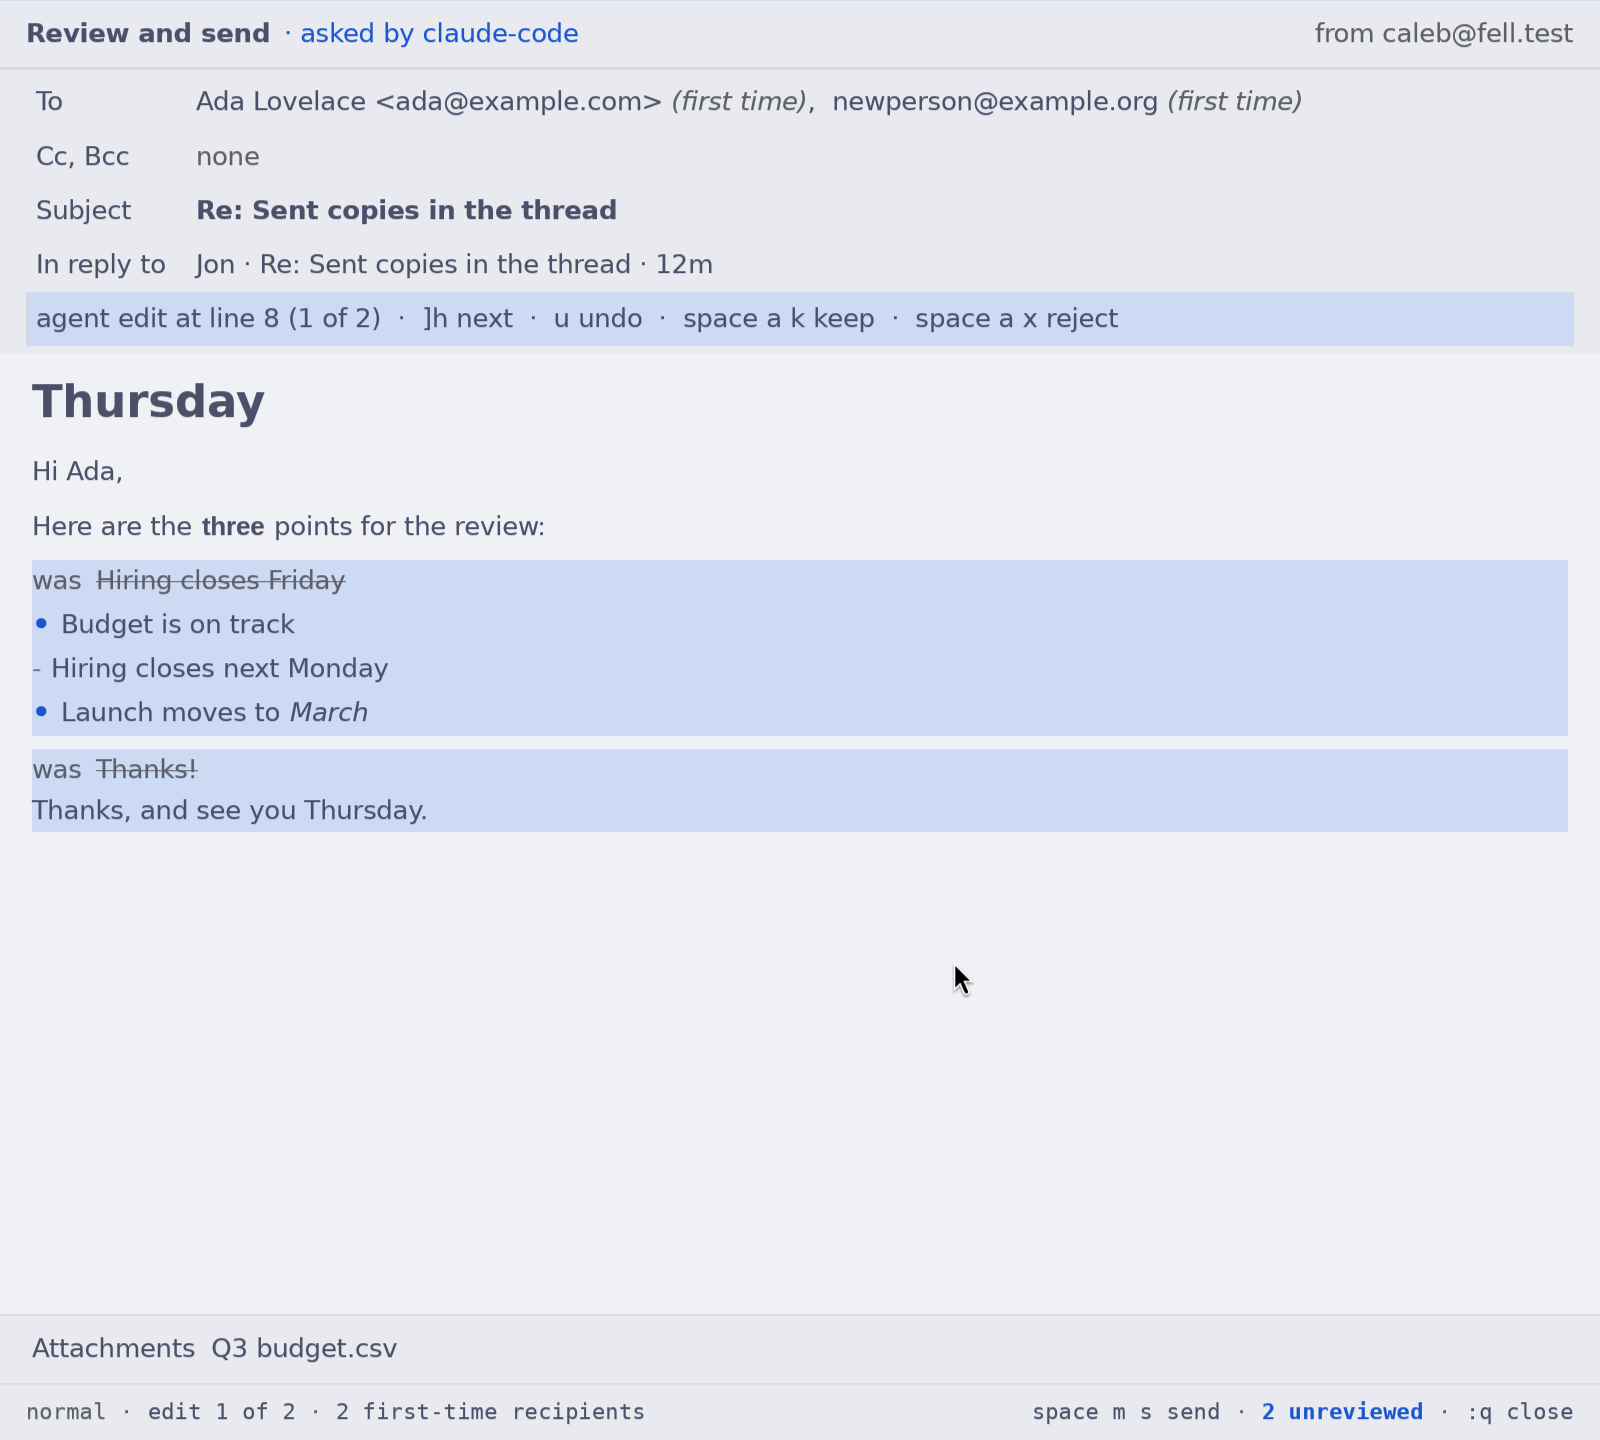 Review and send · asked by claude-code from caleb@fell.test
To Ada Lovelace <ada@example.com> (first time), newperson@example.org (first time)
Cc, Bcc none
Subject Re: Sent copies in the thread
In reply to Jon · Re: Sent copies in the thread · 12m
agent edit at line 8 (1 of 2) · ]h next · u undo · space a k keep · space a x reject
Thursday
Hi Ada,
Here are the three points for the review:
was Hiring closes Friday
• Budget is on track
- Hiring closes next Monday
• Launch moves to March
was Thanks!
Thanks, and see you Thursday.
Attachments Q3 budget.csv
normal · edit 1 of 2 · 2 first-time recipients space m s send · 2 unreviewed · :q close